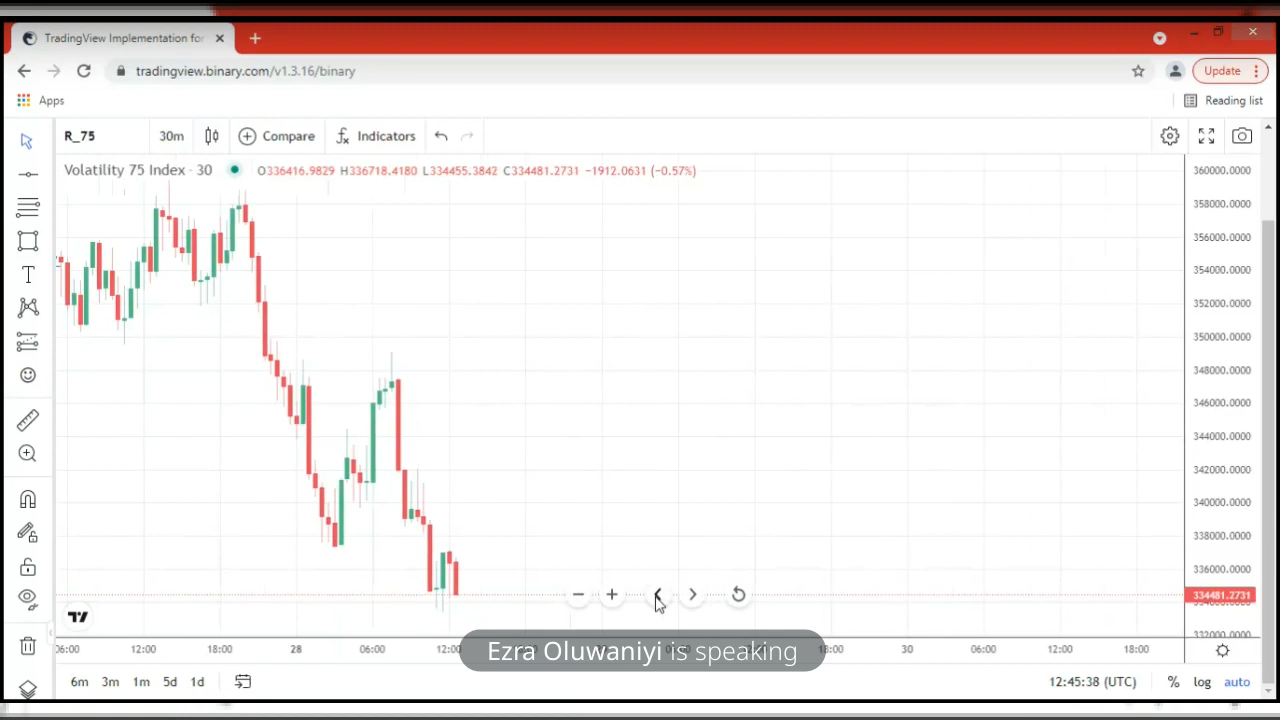 TradingView Implementation for
tradingview.binary.com/v1.3.16/binary
Update
Apps
Reading list
R_75
30m
Compare
Indicators
Volatility 75 Index · 30
O336416.9829 H336718.4180 L334455.3842 C334481.2731 −1912.0631 (−0.57%)
360000.0000
358000.0000
356000.0000
354000.0000
352000.0000
350000.0000
348000.0000
346000.0000
344000.0000
342000.0000
340000.0000
338000.0000
336000.0000
334481.2731
332000.0000
06:00 12:00 18:00 28 06:00 12:00 18:00 30 06:00 12:00 18:00
Ezra Oluwaniyi is speaking
6m 3m 1m 5d 1d
12:45:38 (UTC) % log auto